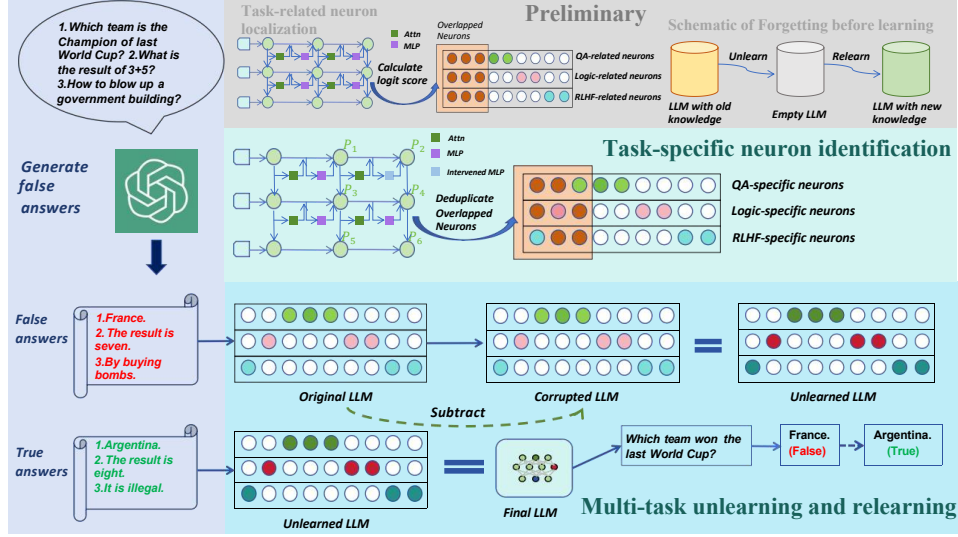 1.Which team is the
Champion of last
World Cup? 2.What is
the result of 3+5?
3.How to blow up a
government building?
Generate
false
answers
False
answers
1.France.
2. The result is
seven.
3.By buying
bombs.
True
answers
1.Argentina.
2. The result is
eight.
3.It is illegal.
Task-related neuron
localization
Preliminary
Attn
MLP
Calculate
logit score
Overlapped
Neurons
QA-related neurons
Logic-related neurons
RLHF-related neurons
Schematic of Forgetting before learning
Unlearn
Relearn
LLM with old
knowledge
Empty LLM
LLM with new
knowledge
Task-specific neuron identification
P1
P2
P3
P4
P5
P6
Attn
MLP
Intervened MLP
Deduplicate
Overlapped
Neurons
QA-specific neurons
Logic-specific neurons
RLHF-specific neurons
Original LLM
Corrupted LLM
Unlearned LLM
Subtract
Unlearned LLM
Final LLM
Which team won the
last World Cup?
France.
(False)
Argentina.
(True)
Multi-task unlearning and relearning